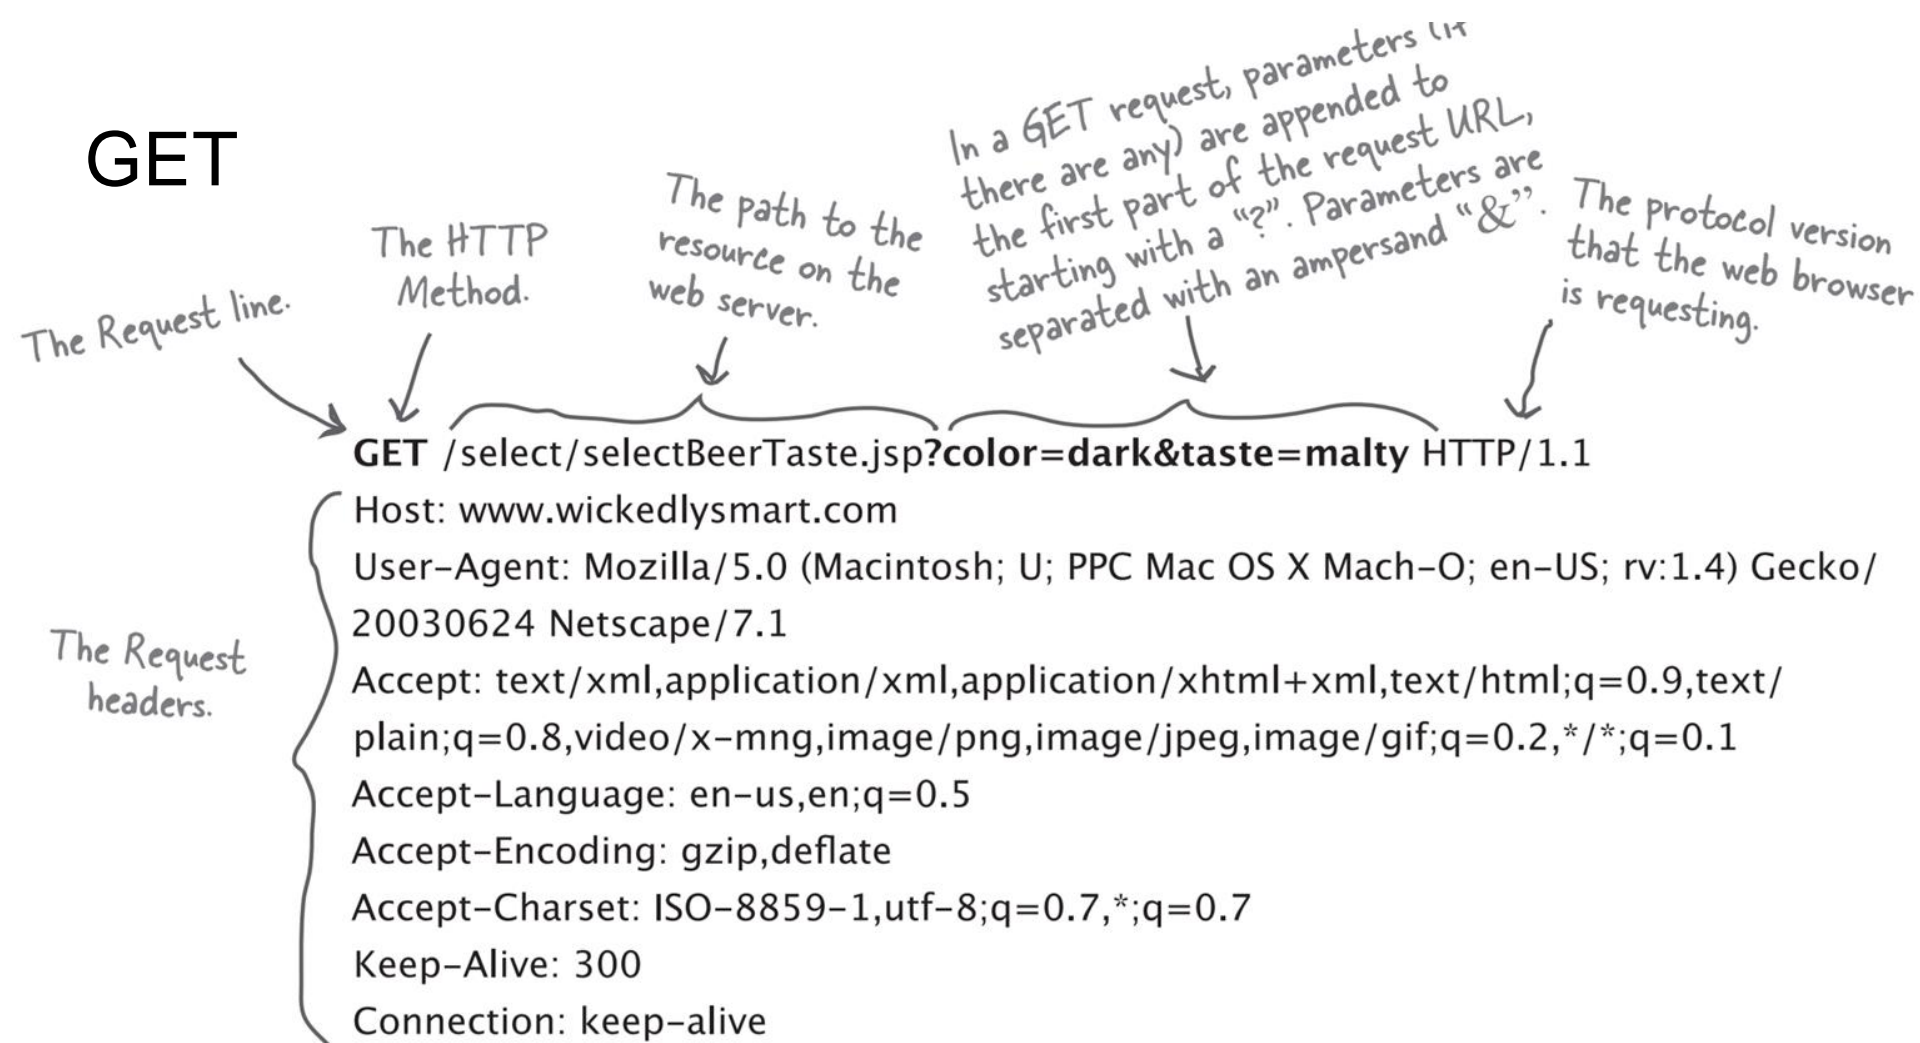 GET
The Request line.
The HTTP
Method.
The path to the
resource on the
web server.
In a GET request, parameters (if
there are any) are appended to
the first part of the request URL,
starting with a “?”. Parameters are
separated with an ampersand “&”.
The protocol version
that the web browser
is requesting.
GET /select/selectBeerTaste.jsp?color=dark&taste=malty HTTP/1.1
Host: www.wickedlysmart.com
User-Agent: Mozilla/5.0 (Macintosh; U; PPC Mac OS X Mach-O; en-US; rv:1.4) Gecko/
20030624 Netscape/7.1
Accept: text/xml,application/xml,application/xhtml+xml,text/html;q=0.9,text/
plain;q=0.8,video/x-mng,image/png,image/jpeg,image/gif;q=0.2,*/*;q=0.1
Accept-Language: en-us,en;q=0.5
Accept-Encoding: gzip,deflate
Accept-Charset: ISO-8859-1,utf-8;q=0.7,*;q=0.7
Keep-Alive: 300
Connection: keep-alive
The Request
headers.